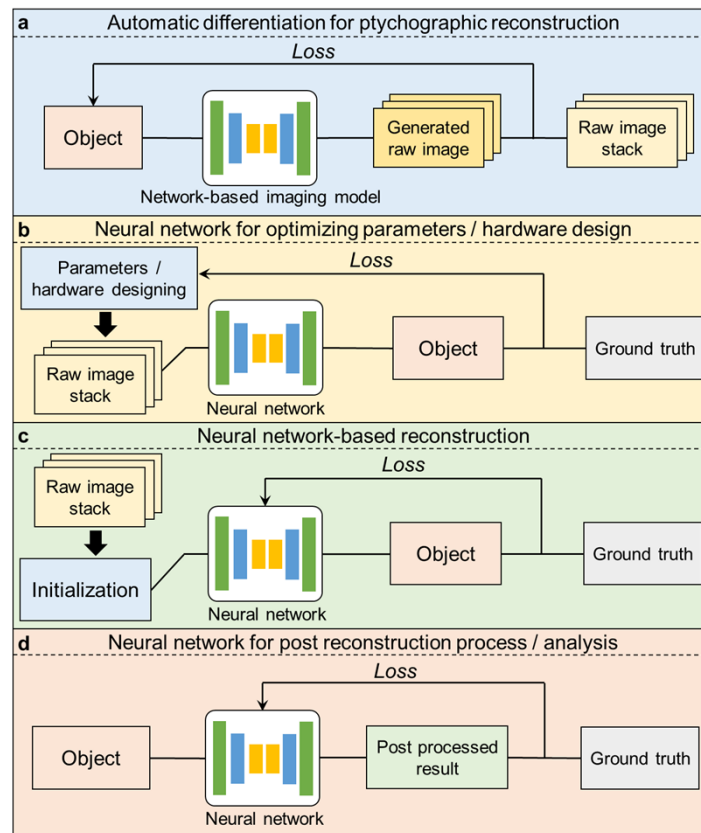 a Automatic differentiation for ptychographic reconstruction
Loss
Object
Network-based imaging model
Generated
raw image
Raw image
stack
b Neural network for optimizing parameters / hardware design
Parameters /
hardware designing
Loss
Raw image
stack
Neural network
Object
Ground truth
c Neural network-based reconstruction
Raw image
stack
Loss
Initialization
Neural network
Object
Ground truth
d Neural network for post reconstruction process / analysis
Loss
Object
Neural network
Post processed
result
Ground truth